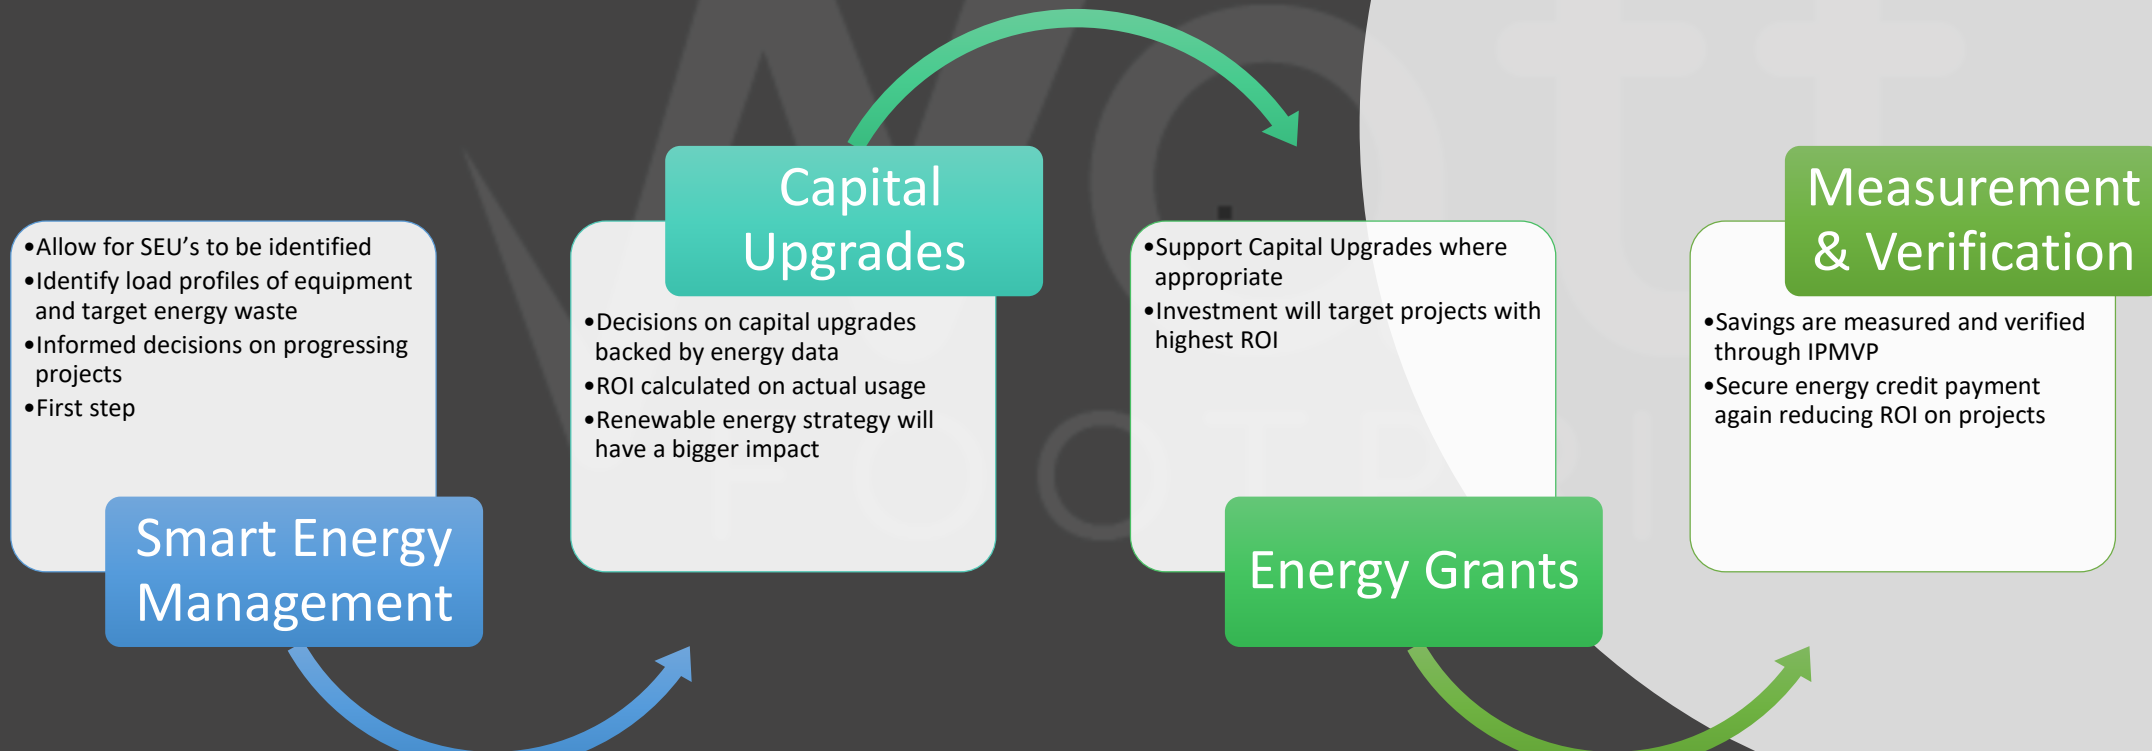 •Allow for SEU's to be identified
•Identify load profiles of equipment
and target energy waste
•Informed decisions on progressing
projects
•First step
Smart Energy
Management
Capital
Upgrades
•Decisions on capital upgrades
backed by energy data
•ROI calculated on actual usage
•Renewable energy strategy will
have a bigger impact
•Support Capital Upgrades where
appropriate
•Investment will target projects with
highest ROI
Energy Grants
Measurement
& Verification
•Savings are measured and verified
through IPMVP
•Secure energy credit payment
again reducing ROI on projects